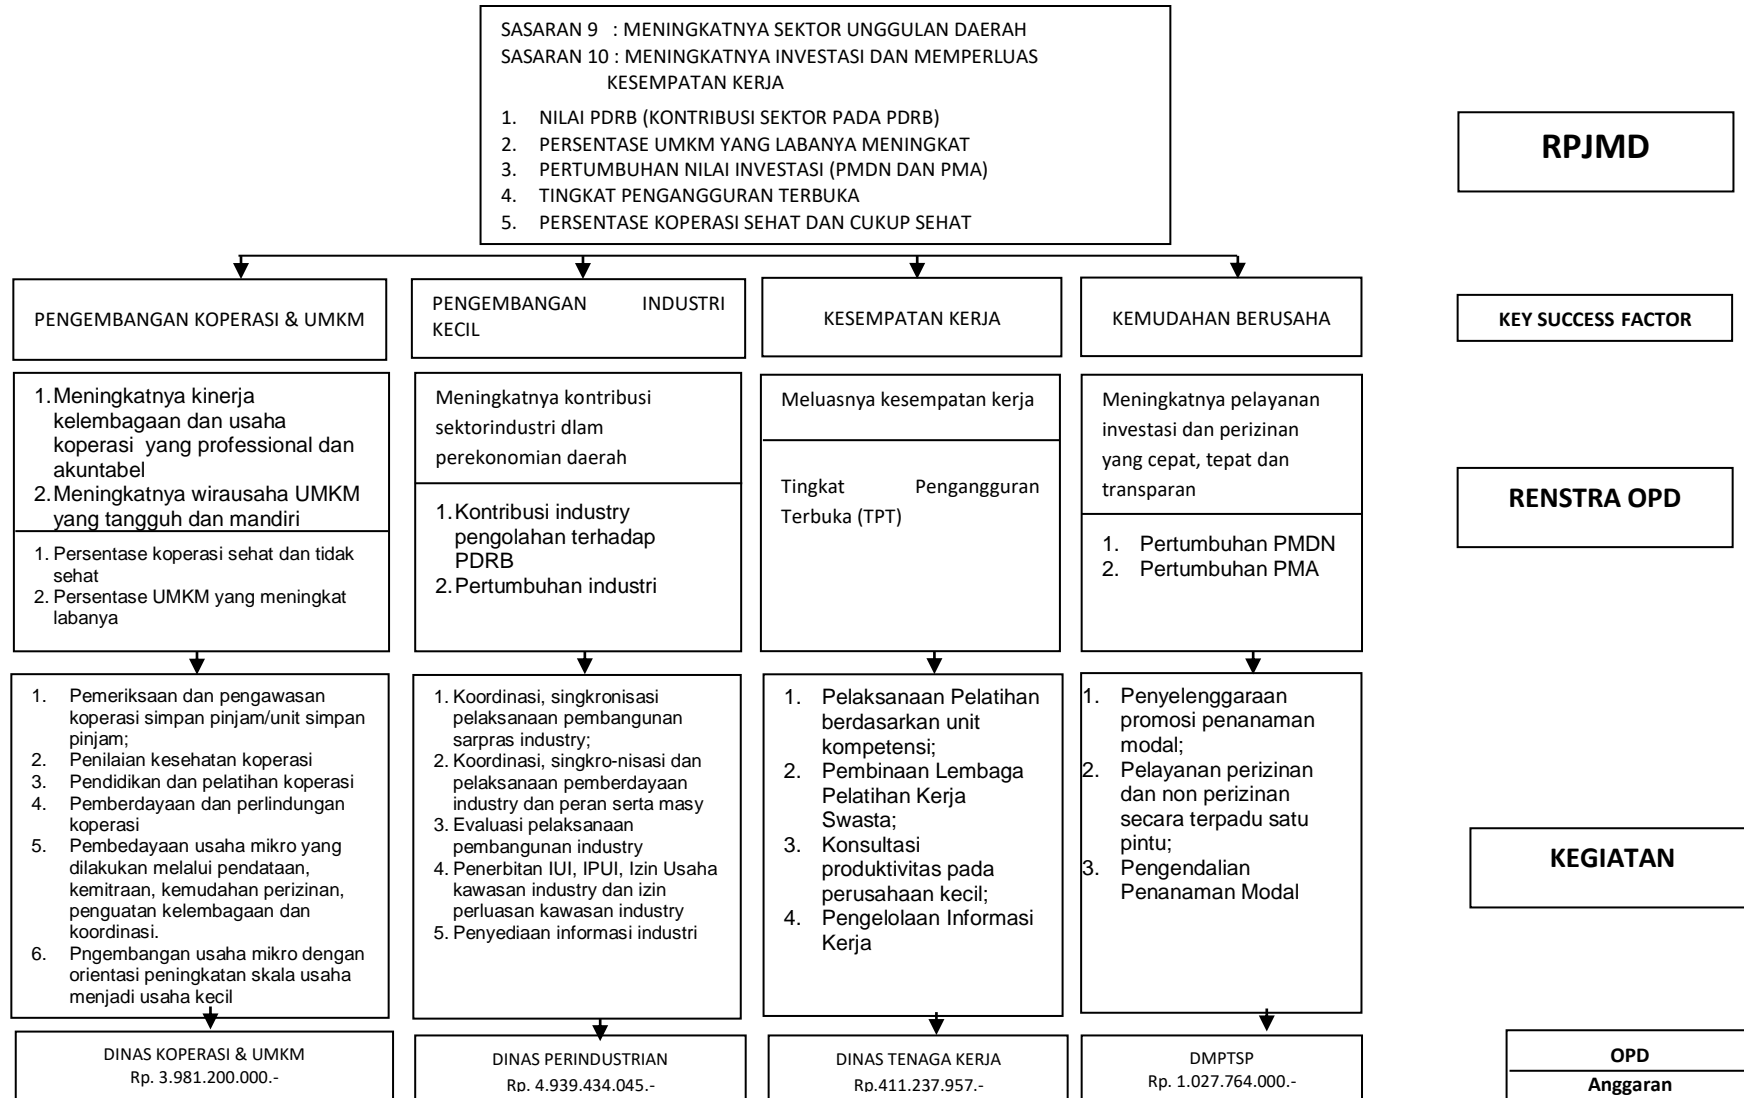 SASARAN 9 : MENINGKATNYA SEKTOR UNGGULAN DAERAH
SASARAN 10 : MENINGKATNYA INVESTASI DAN MEMPERLUAS
KESEMPATAN KERJA
1. NILAI PDRB (KONTRIBUSI SEKTOR PADA PDRB)
2. PERSENTASE UMKM YANG LABANYA MENINGKAT
3. PERTUMBUHAN NILAI INVESTASI (PMDN DAN PMA)
4. TINGKAT PENGANGGURAN TERBUKA
5. PERSENTASE KOPERASI SEHAT DAN CUKUP SEHAT
RPJMD
PENGEMBANGAN KOPERASI & UMKM
PENGEMBANGAN INDUSTRI
KECIL
KESEMPATAN KERJA
KEMUDAHAN BERUSAHA
KEY SUCCESS FACTOR
1. Meningkatnya kinerja
kelembagaan dan usaha
koperasi yang professional dan
akuntabel
2. Meningkatnya wirausaha UMKM
yang tangguh dan mandiri
1. Persentase koperasi sehat dan tidak
sehat
2. Persentase UMKM yang meningkat
labanya
Meningkatnya kontribusi
sektorindustri dlam
perekonomian daerah
1. Kontribusi industry
pengolahan terhadap
PDRB
2. Pertumbuhan industri
Meluasnya kesempatan kerja
Tingkat Pengangguran
Terbuka (TPT)
Meningkatnya pelayanan
investasi dan perizinan
yang cepat, tepat dan
transparan
1. Pertumbuhan PMDN
2. Pertumbuhan PMA
RENSTRA OPD
1. Pemeriksaan dan pengawasan
koperasi simpan pinjam/unit simpan
pinjam;
2. Penilaian kesehatan koperasi
3. Pendidikan dan pelatihan koperasi
4. Pemberdayaan dan perlindungan
koperasi
5. Pembedayaan usaha mikro yang
dilakukan melalui pendataan,
kemitraan, kemudahan perizinan,
penguatan kelembagaan dan
koordinasi.
6. Pngembangan usaha mikro dengan
orientasi peningkatan skala usaha
menjadi usaha kecil
1. Koordinasi, singkronisasi
pelaksanaan pembangunan
sarpras industry;
2. Koordinasi, singkro-nisasi dan
pelaksanaan pemberdayaan
industry dan peran serta masy
3. Evaluasi pelaksanaan
pembangunan industry
4. Penerbitan IUI, IPUI, Izin Usaha
kawasan industry dan izin
perluasan kawasan industry
5. Penyediaan informasi industri
1. Pelaksanaan Pelatihan
berdasarkan unit
kompetensi;
2. Pembinaan Lembaga
Pelatihan Kerja
Swasta;
3. Konsultasi
produktivitas pada
perusahaan kecil;
4. Pengelolaan Informasi
Kerja
1. Penyelenggaraan
promosi penanaman
modal;
2. Pelayanan perizinan
dan non perizinan
secara terpadu satu
pintu;
3. Pengendalian
Penanaman Modal
KEGIATAN
DINAS KOPERASI & UMKM
Rp. 3.981.200.000.-
DINAS PERINDUSTRIAN
Rp. 4.939.434.045.-
DINAS TENAGA KERJA
Rp.411.237.957.-
DMPTSP
Rp. 1.027.764.000.-
OPD
Anggaran